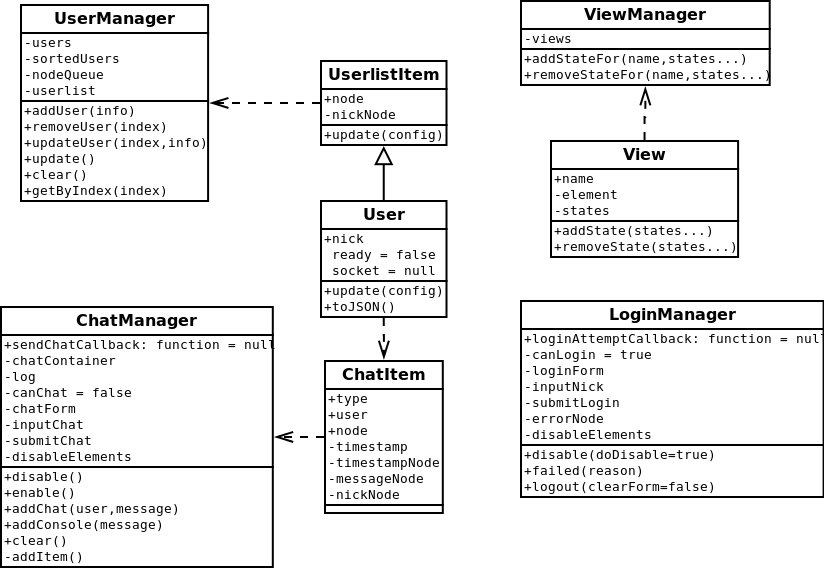 UserManager
-users
-sortedUsers
-nodeQueue
-userlist
+addUser(info)
+removeUser(index)
+updateUser(index,info)
+update()
+clear()
+getByIndex(index)
UserlistItem
+node
-nickNode
+update(config)
User
+nick
ready = false
socket = null
+update(config)
+toJSON()
ViewManager
-views
+addStateFor(name,states...)
+removeStateFor(name,states...)
View
+name
-element
-states
+addState(states...)
+removeState(states...)
ChatManager
+sendChatCallback: function = null
-chatContainer
-log
-canChat = false
-chatForm
-inputChat
-submitChat
-disableElements
+disable()
+enable()
+addChat(user,message)
+addConsole(message)
+clear()
-addItem()
ChatItem
+type
+user
+node
-timestamp
-timestampNode
-messageNode
-nickNode
LoginManager
+loginAttemptCallback: function = null
-canLogin = true
-loginForm
-inputNick
-submitLogin
-errorNode
-disableElements
+disable(doDisable=true)
+failed(reason)
+logout(clearForm=false)